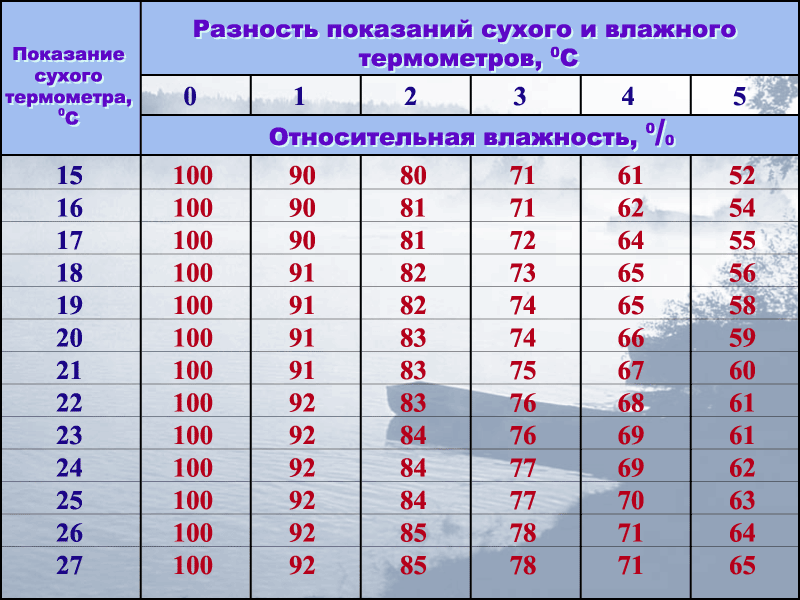 Разность показаний сухого и влажного
термометров, ⁰С
Показание
сухого
термометра,
⁰С
0 1 2 3 4 5
Относительная влажность, ⁰/₀
15 100 90 80 71 61 52
16 100 90 81 71 62 54
17 100 90 81 72 64 55
18 100 91 82 73 65 56
19 100 91 82 74 65 58
20 100 91 83 74 66 59
21 100 91 83 75 67 60
22 100 92 83 76 68 61
23 100 92 84 76 69 61
24 100 92 84 77 69 62
25 100 92 84 77 70 63
26 100 92 85 78 71 64
27 100 92 85 78 71 65